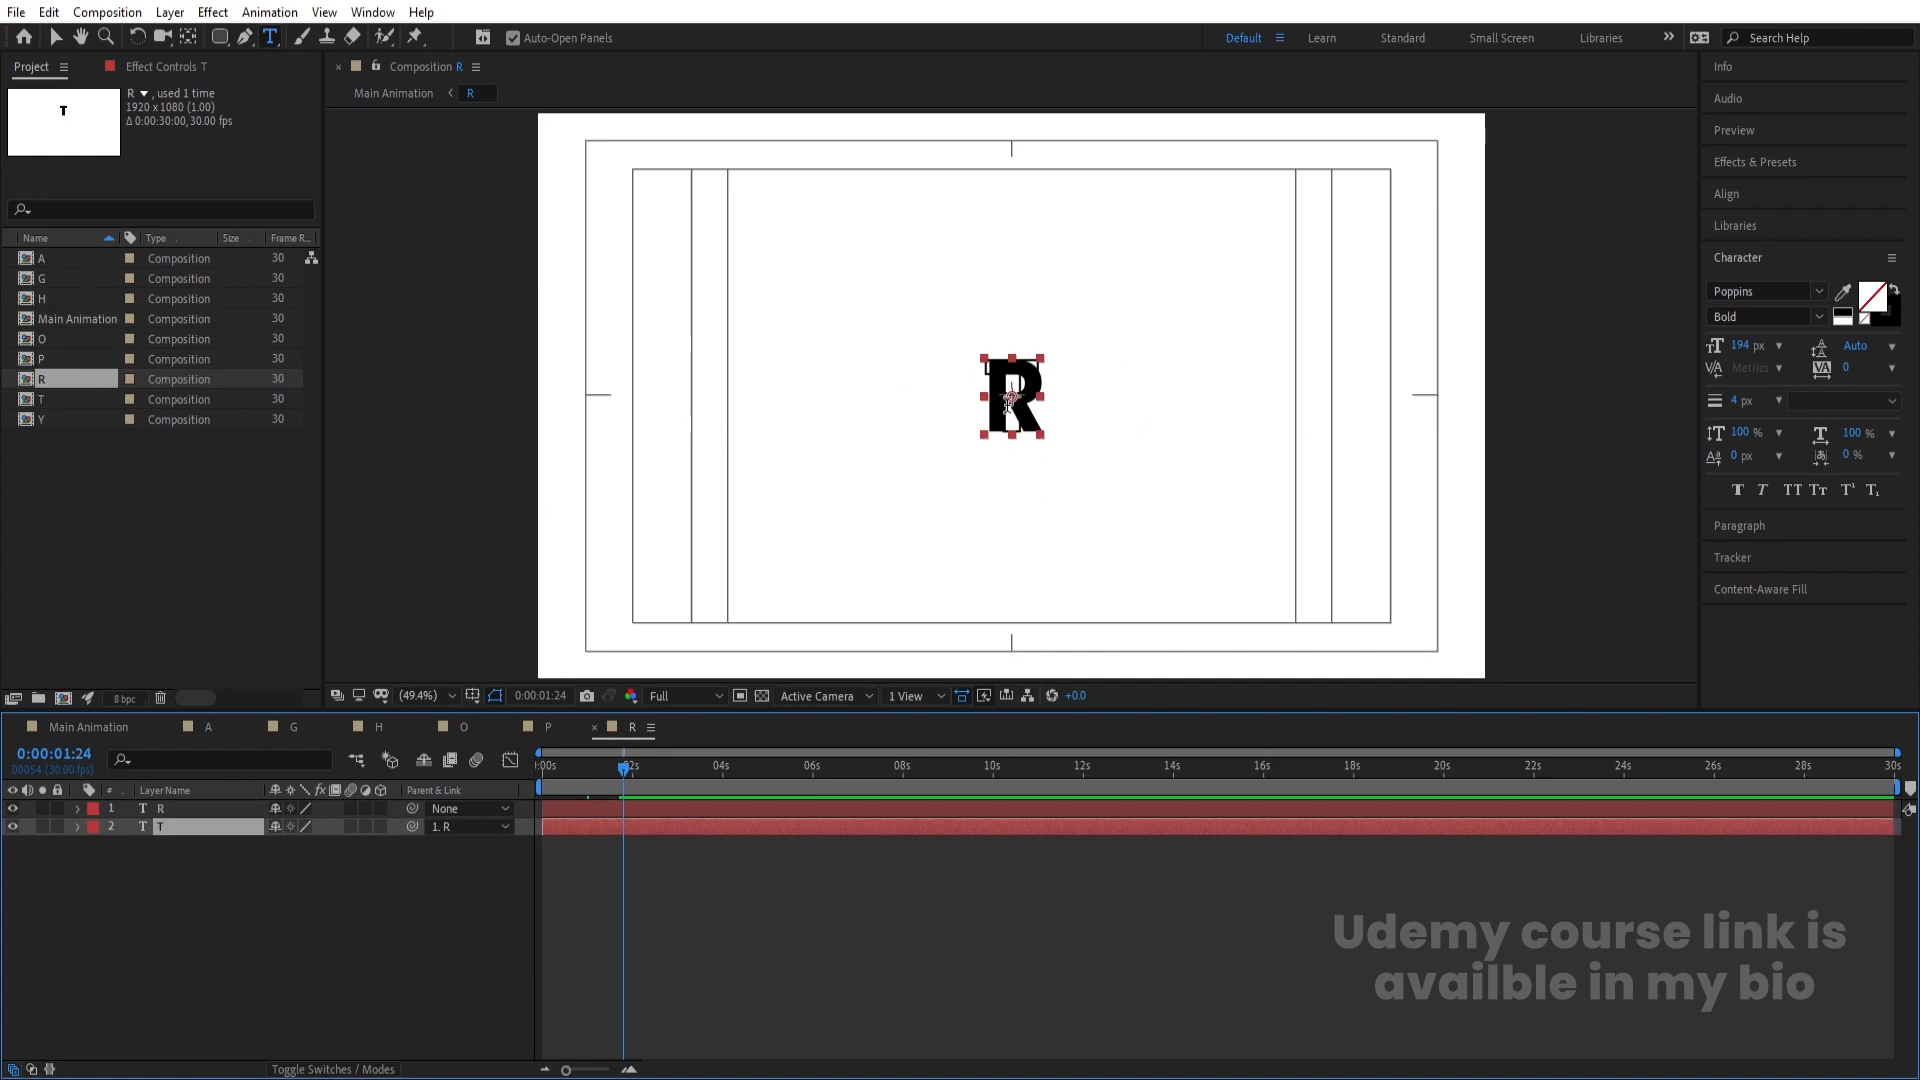 File Edit Composition Layer Effect Animation View Window Help
Auto-Open Panels
Default Learn Standard Small Screen Libraries Search Help
Project Effect Controls T
Composition R
Main Animation R
T
R , used 1 time
1920 x 1080 (1.00)
Δ 0:00:30:00, 30.00 fps
Name Type Size Frame R...
A Composition 30
G Composition 30
H Composition 30
Main Animation Composition 30
O Composition 30
P Composition 30
R Composition 30
T Composition 30
Y Composition 30
8 bpc
R
(49.4%) 0:00:01:24 Full Active Camera 1 View +0.0
Info
Audio
Preview
Effects & Presets
Align
Libraries
Character
Poppins
Bold
194 px Auto
Metrics 0
4 px
100 % 100 %
0 px 0 %
Paragraph
Tracker
Content-Aware Fill
Main Animation A G H O P R
0:00:01:24
00054 (30.00 fps)
:00s 02s 04s 06s 08s 10s 12s 14s 16s 18s 20s 22s 24s 26s 28s 30s
# Layer Name Parent & Link
1 T R None
2 T T 1. R
Toggle Switches / Modes
Udemy course link is
availble in my bio